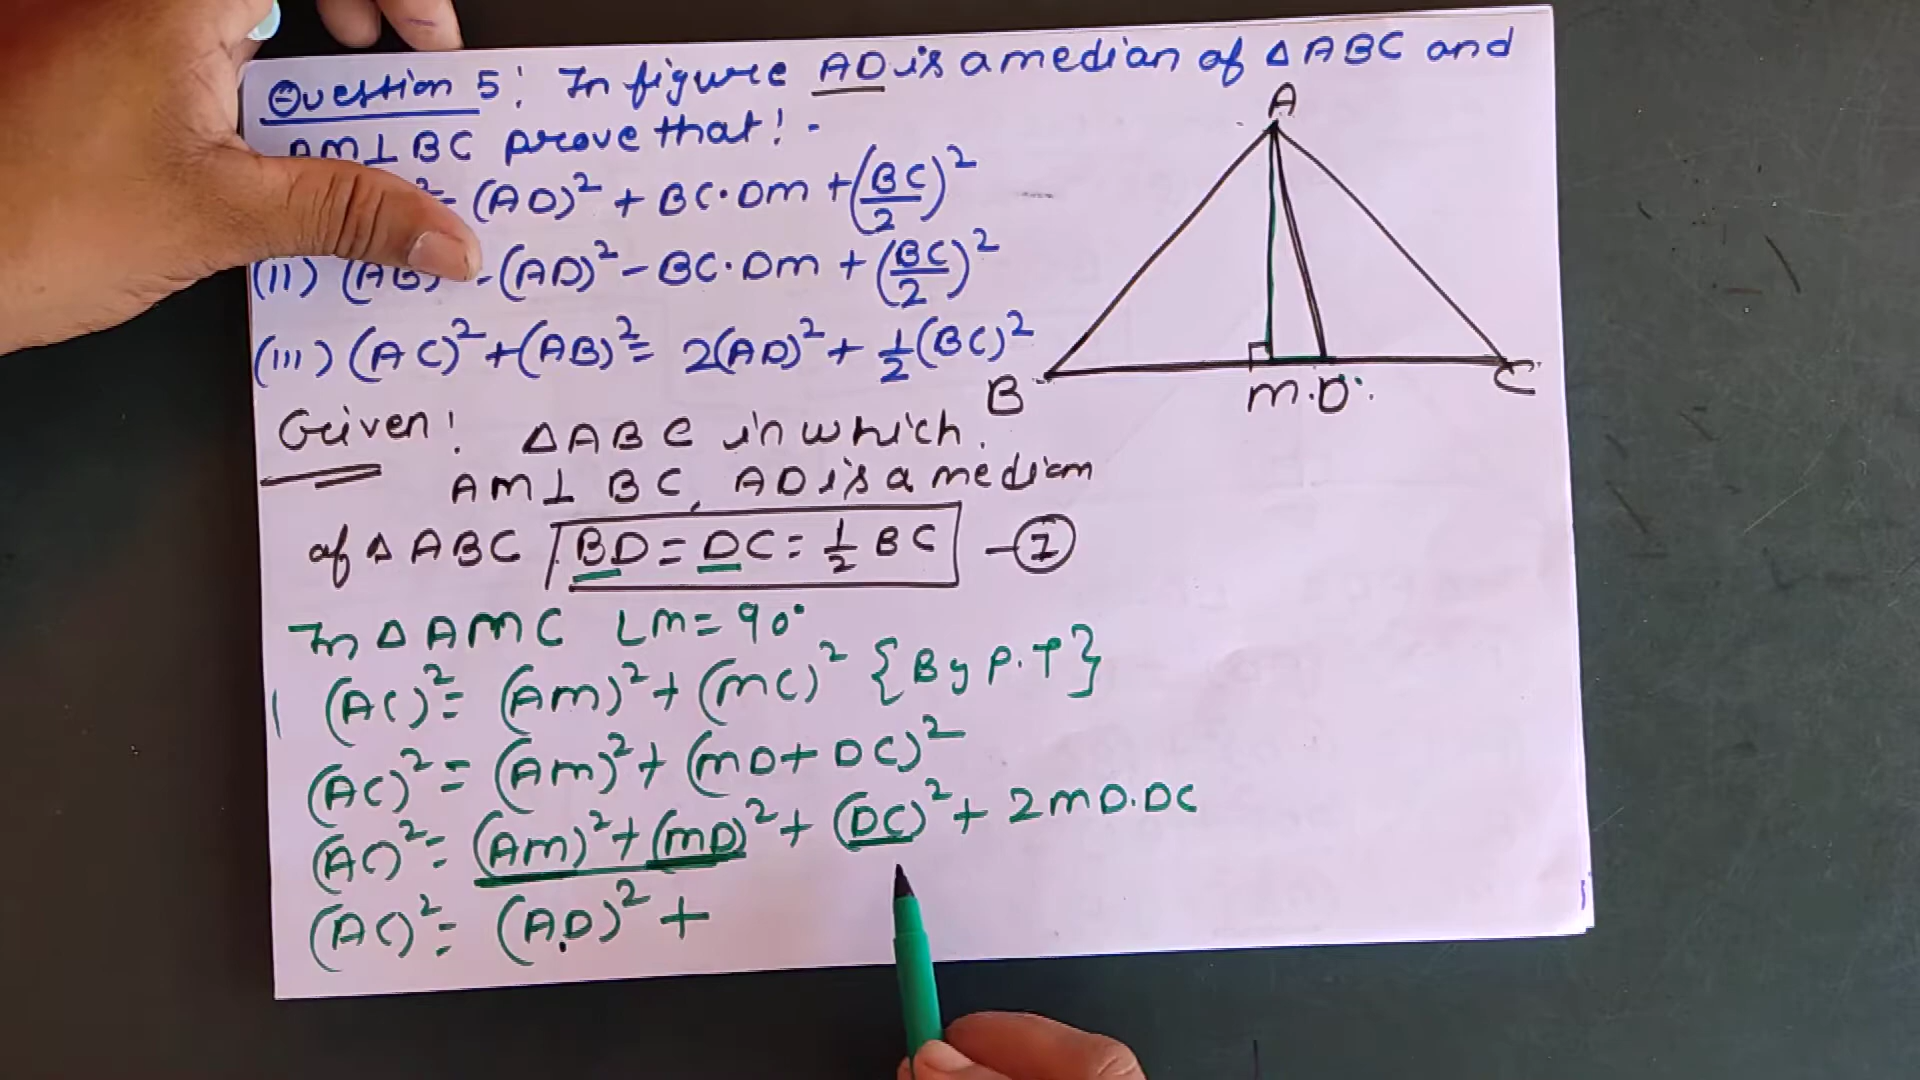 Question 5: In figure AD is a median of Δ ABC and
AM⊥ BC prove that! -
²= (AD)² + BC·Dm + (BC/2)²
(ii) (AB) -(AD)² - BC·Dm + (BC/2)²
(iii) (AC)² + (AB)² = 2(AD)² + 1/2 (BC)²
A
B
m.D.
C
Given! Δ ABC in which.
AM⊥ BC, AD is a median
of Δ ABC BD = DC = 1/2 BC -①
In Δ AMC ∠M = 90°
(AC)² = (Am)² + (mC)² {By P.T}
(AC)² = (Am)² + (mD + DC)²
(AC)² = (Am)² + (mD)² + (DC)² + 2mD.DC
(AC)² = (AD)² +